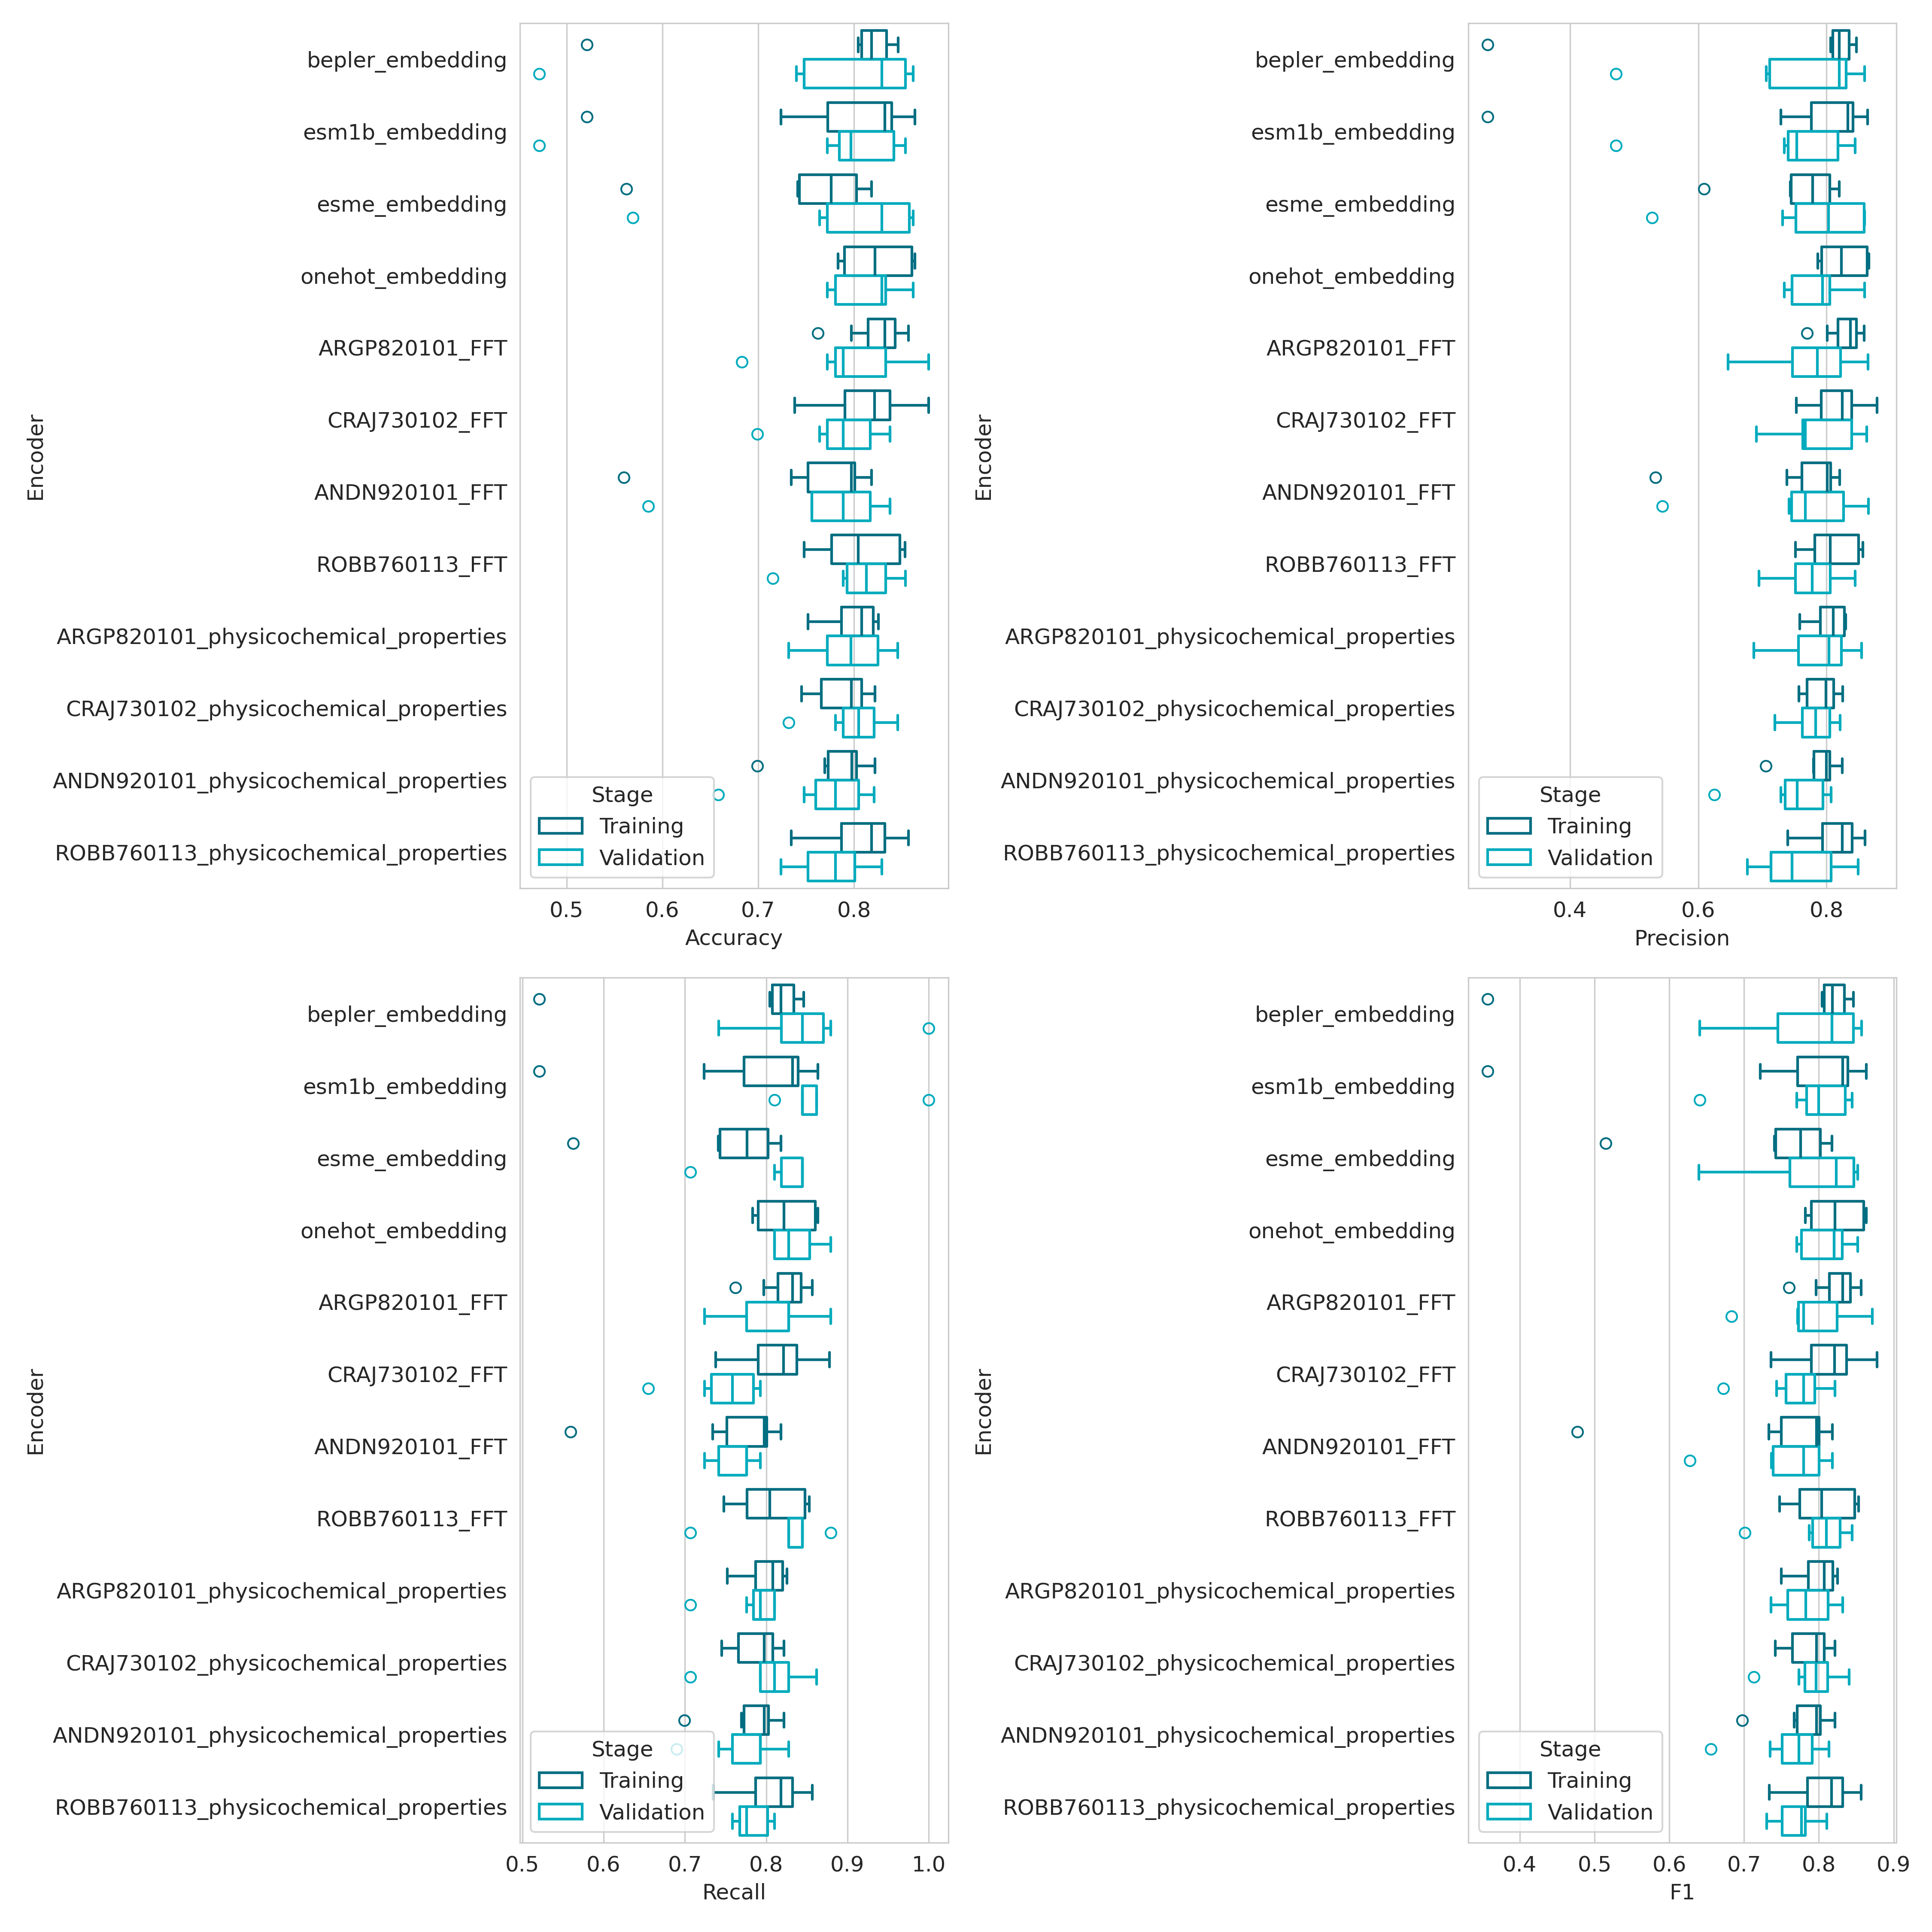 Encoder
bepler_embedding
esm1b_embedding
esme_embedding
onehot_embedding
ARGP820101_FFT
CRAJ730102_FFT
ANDN920101_FFT
ROBB760113_FFT
ARGP820101_physicochemical_properties
CRAJ730102_physicochemical_properties
ANDN920101_physicochemical_properties
ROBB760113_physicochemical_properties
Stage
Training
Validation
0.5 0.6 0.7 0.8
Accuracy
Encoder
bepler_embedding
esm1b_embedding
esme_embedding
onehot_embedding
ARGP820101_FFT
CRAJ730102_FFT
ANDN920101_FFT
ROBB760113_FFT
ARGP820101_physicochemical_properties
CRAJ730102_physicochemical_properties
ANDN920101_physicochemical_properties
ROBB760113_physicochemical_properties
Stage
Training
Validation
0.4 0.6 0.8
Precision
Encoder
bepler_embedding
esm1b_embedding
esme_embedding
onehot_embedding
ARGP820101_FFT
CRAJ730102_FFT
ANDN920101_FFT
ROBB760113_FFT
ARGP820101_physicochemical_properties
CRAJ730102_physicochemical_properties
ANDN920101_physicochemical_properties
ROBB760113_physicochemical_properties
Stage
Training
Validation
0.5 0.6 0.7 0.8 0.9 1.0
Recall
Encoder
bepler_embedding
esm1b_embedding
esme_embedding
onehot_embedding
ARGP820101_FFT
CRAJ730102_FFT
ANDN920101_FFT
ROBB760113_FFT
ARGP820101_physicochemical_properties
CRAJ730102_physicochemical_properties
ANDN920101_physicochemical_properties
ROBB760113_physicochemical_properties
Stage
Training
Validation
0.4 0.5 0.6 0.7 0.8 0.9
F1